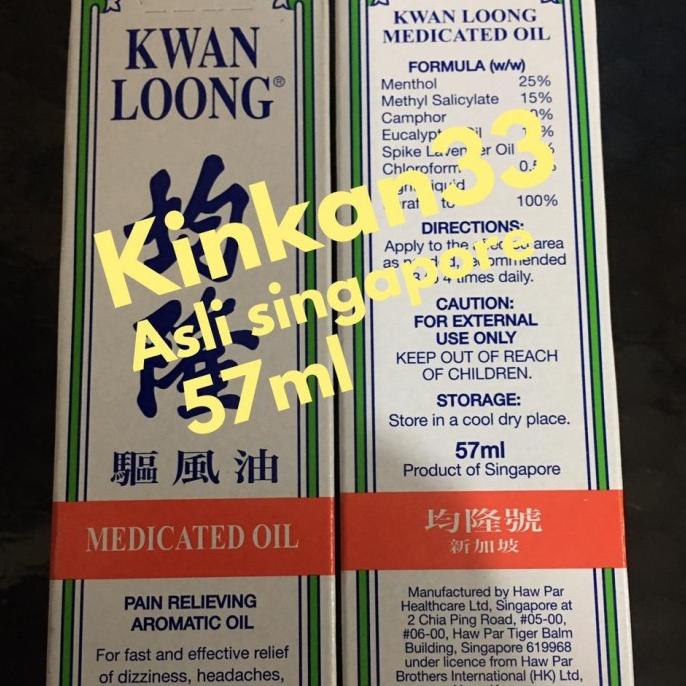 KWAN
LOONG®
均
隆
驅風油
MEDICATED OIL
PAIN RELIEVING
AROMATIC OIL
For fast and effective relief
of dizziness, headaches,
KWAN LOONG
MEDICATED OIL
FORMULA (w/w)
Menthol 25%
Methyl Salicylate 15%
Camphor
Chloroform
100%
DIRECTIONS:
Apply to the affected area
as needed, recommended
3 to 4 times daily.
CAUTION:
FOR EXTERNAL
USE ONLY
KEEP OUT OF REACH
OF CHILDREN.
STORAGE:
Store in a cool dry place.
57ml
Product of Singapore
均隆號
新加坡
Manufactured by Haw Par
Healthcare Ltd, Singapore at
2 Chia Ping Road, #05-00,
#06-00, Haw Par Tiger Balm
Building, Singapore 619968
under licence from Haw Par
Brothers International (HK) Ltd,
Kinkan33
Asli singapore
57ml